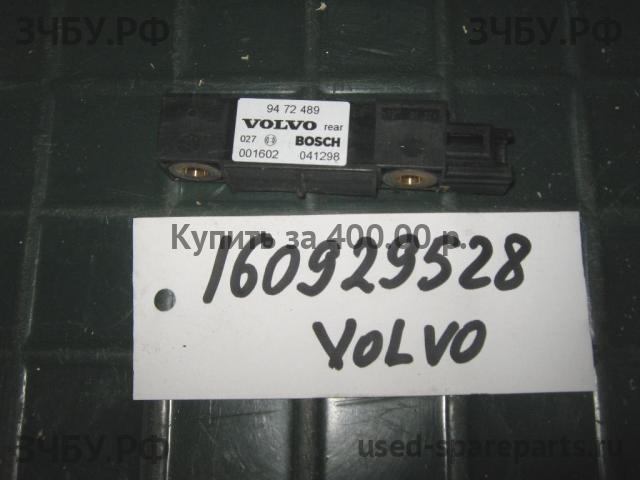 ЗЧБУ.РФ
ЗЧБУ.РФ
94 72 489
VOLVO rear
027 BOSCH
001602 041298
Купить за 400.00 р.
160929528
VOLVO
ЗЧБУ.РФ
used-spareparts.ru